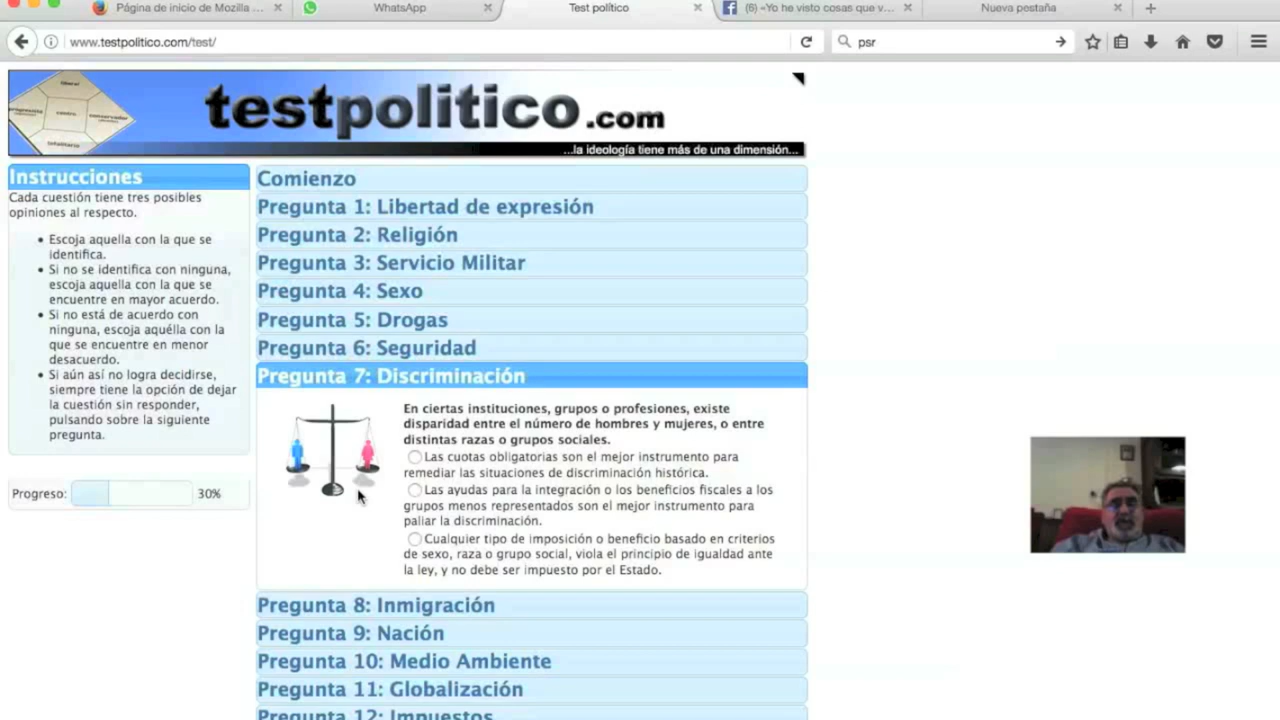 Página de inicio de Mozilla ...
WhatsApp
Test político
(6) «Yo he visto cosas que v...
Nueva pestaña
www.testpolitico.com/test/
psr
testpolitico.com
...la ideología tiene más de una dimensión...
Instrucciones
Cada cuestión tiene tres posibles
opiniones al respecto.
Escoja aquella con la que se
identifica.
Si no se identifica con ninguna,
escoja aquella con la que se
encuentre en mayor acuerdo.
Si no está de acuerdo con
ninguna, escoja aquélla con la
que se encuentre en menor
desacuerdo.
Si aún así no logra decidirse,
siempre tiene la opción de dejar
la cuestión sin responder,
pulsando sobre la siguiente
pregunta.
Progreso:
30%
Comienzo
Pregunta 1: Libertad de expresión
Pregunta 2: Religión
Pregunta 3: Servicio Militar
Pregunta 4: Sexo
Pregunta 5: Drogas
Pregunta 6: Seguridad
Pregunta 7: Discriminación
En ciertas instituciones, grupos o profesiones, existe
disparidad entre el número de hombres y mujeres, o entre
distintas razas o grupos sociales.
Las cuotas obligatorias son el mejor instrumento para
remediar las situaciones de discriminación histórica.
Las ayudas para la integración o los beneficios fiscales a los
grupos menos representados son el mejor instrumento para
paliar la discriminación.
Cualquier tipo de imposición o beneficio basado en criterios
de sexo, raza o grupo social, viola el principio de igualdad ante
la ley, y no debe ser impuesto por el Estado.
Pregunta 8: Inmigración
Pregunta 9: Nación
Pregunta 10: Medio Ambiente
Pregunta 11: Globalización
Pregunta 12: Impuestos